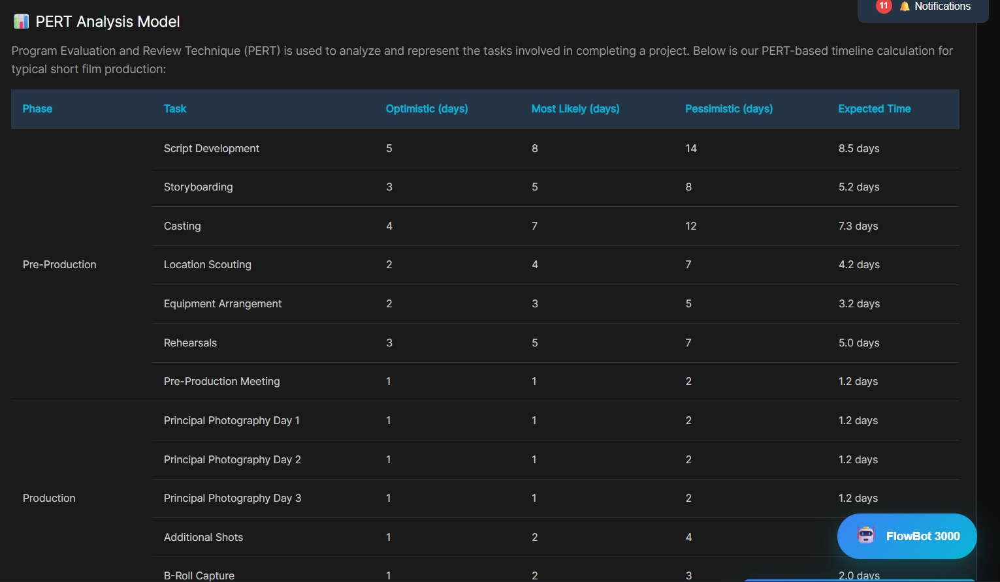 11 Notifications
PERT Analysis Model
Program Evaluation and Review Technique (PERT) is used to analyze and represent the tasks involved in completing a project. Below is our PERT-based timeline calculation for
typical short film production:
Phase Task Optimistic (days) Most Likely (days) Pessimistic (days) Expected Time
Script Development 5 8 14 8.5 days
Storyboarding 3 5 8 5.2 days
Casting 4 7 12 7.3 days
Pre-Production Location Scouting 2 4 7 4.2 days
Equipment Arrangement 2 3 5 3.2 days
Rehearsals 3 5 7 5.0 days
Pre-Production Meeting 1 1 2 1.2 days
Principal Photography Day 1 1 1 2 1.2 days
Principal Photography Day 2 1 1 2 1.2 days
Production Principal Photography Day 3 1 1 2 1.2 days
Additional Shots 1 2 4
FlowBot 3000
B-Roll Capture 1 2 3 2.0 days